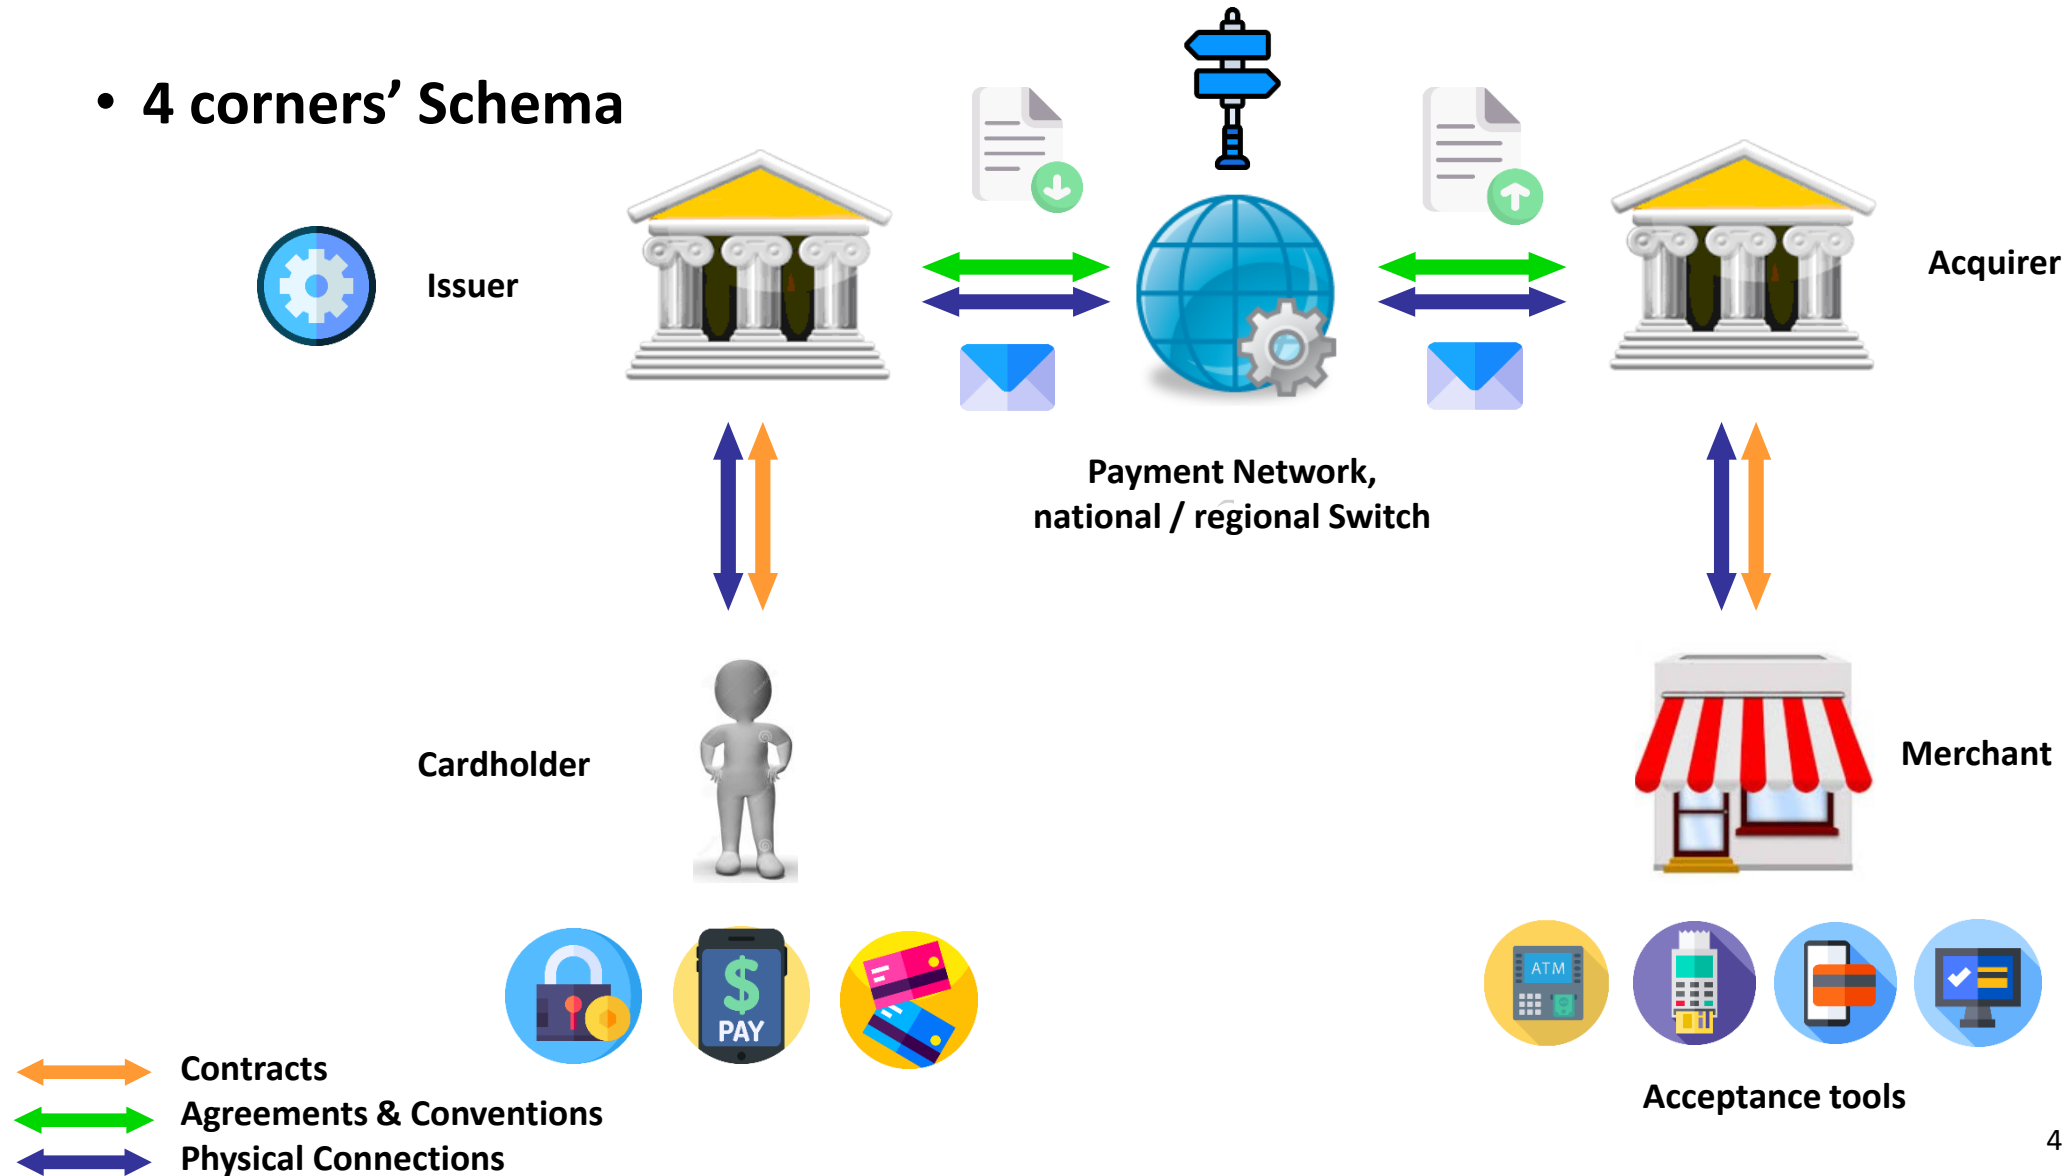 • 4 corners’ Schema
Issuer
Acquirer
Payment Network,
national / regional Switch
Cardholder
Merchant
PAY
ATM
Contracts
Agreements & Conventions
Physical Connections
Acceptance tools
4